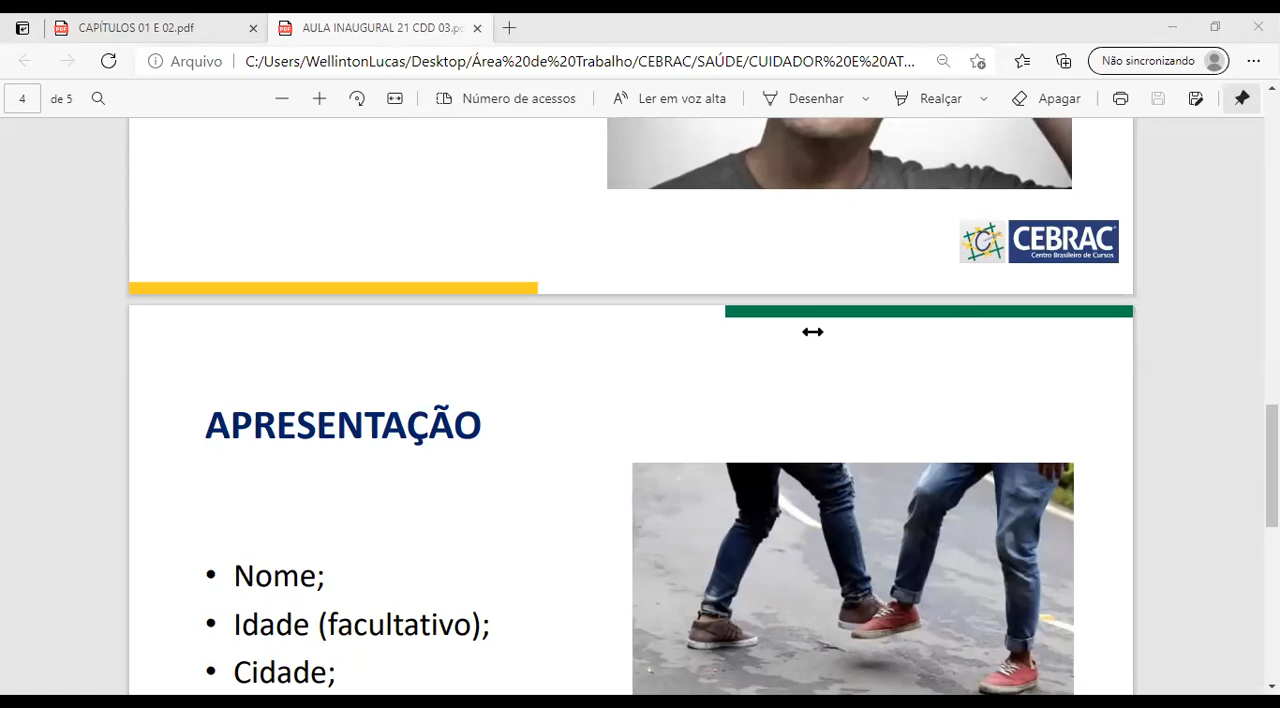 CAPÍTULOS 01 E 02.pdf
AULA INAUGURAL 21 CDD 03.p
Arquivo
C:/Users/WellintonLucas/Desktop/Área%20de%20Trabalho/CEBRAC/SAÚDE/CUIDADOR%20E%20AT...
Não sincronizando
4 de 5
Número de acessos
Ler em voz alta
Desenhar
Realçar
Apagar
CEBRAC
Centro Brasileiro de Cursos
APRESENTAÇÃO
• Nome;
• Idade (facultativo);
• Cidade;